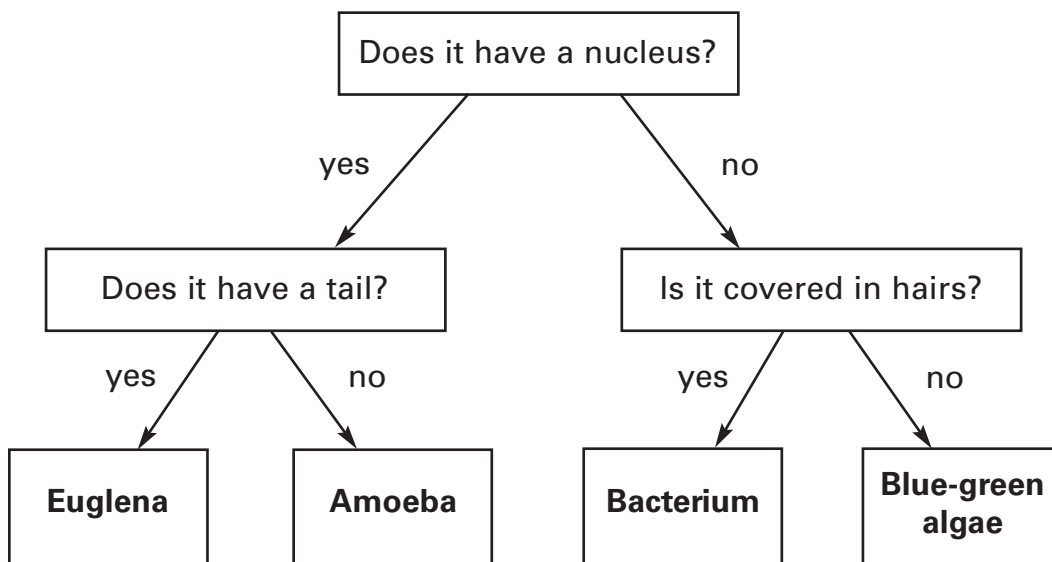 Does it have a nucleus?
yes
no
Does it have a tail?
Is it covered in hairs?
yes
no
yes
no
Euglena
Amoeba
Bacterium
Blue-green
algae